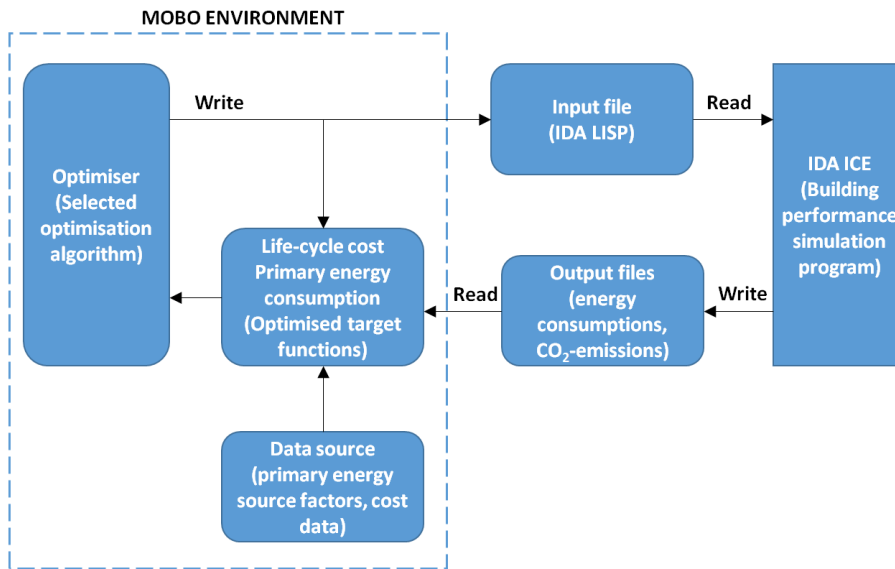 MOBO ENVIRONMENT
Optimiser
(Selected
optimisation
algorithm)
Write
Input file
(IDA LISP)
Read
IDA ICE
(Building
performance
simulation
program)
Life-cycle cost
Primary energy
consumption
(Optimised target
functions)
Read
Output files
(energy
consumptions,
CO₂-emissions)
Write
Data source
(primary energy
source factors, cost
data)